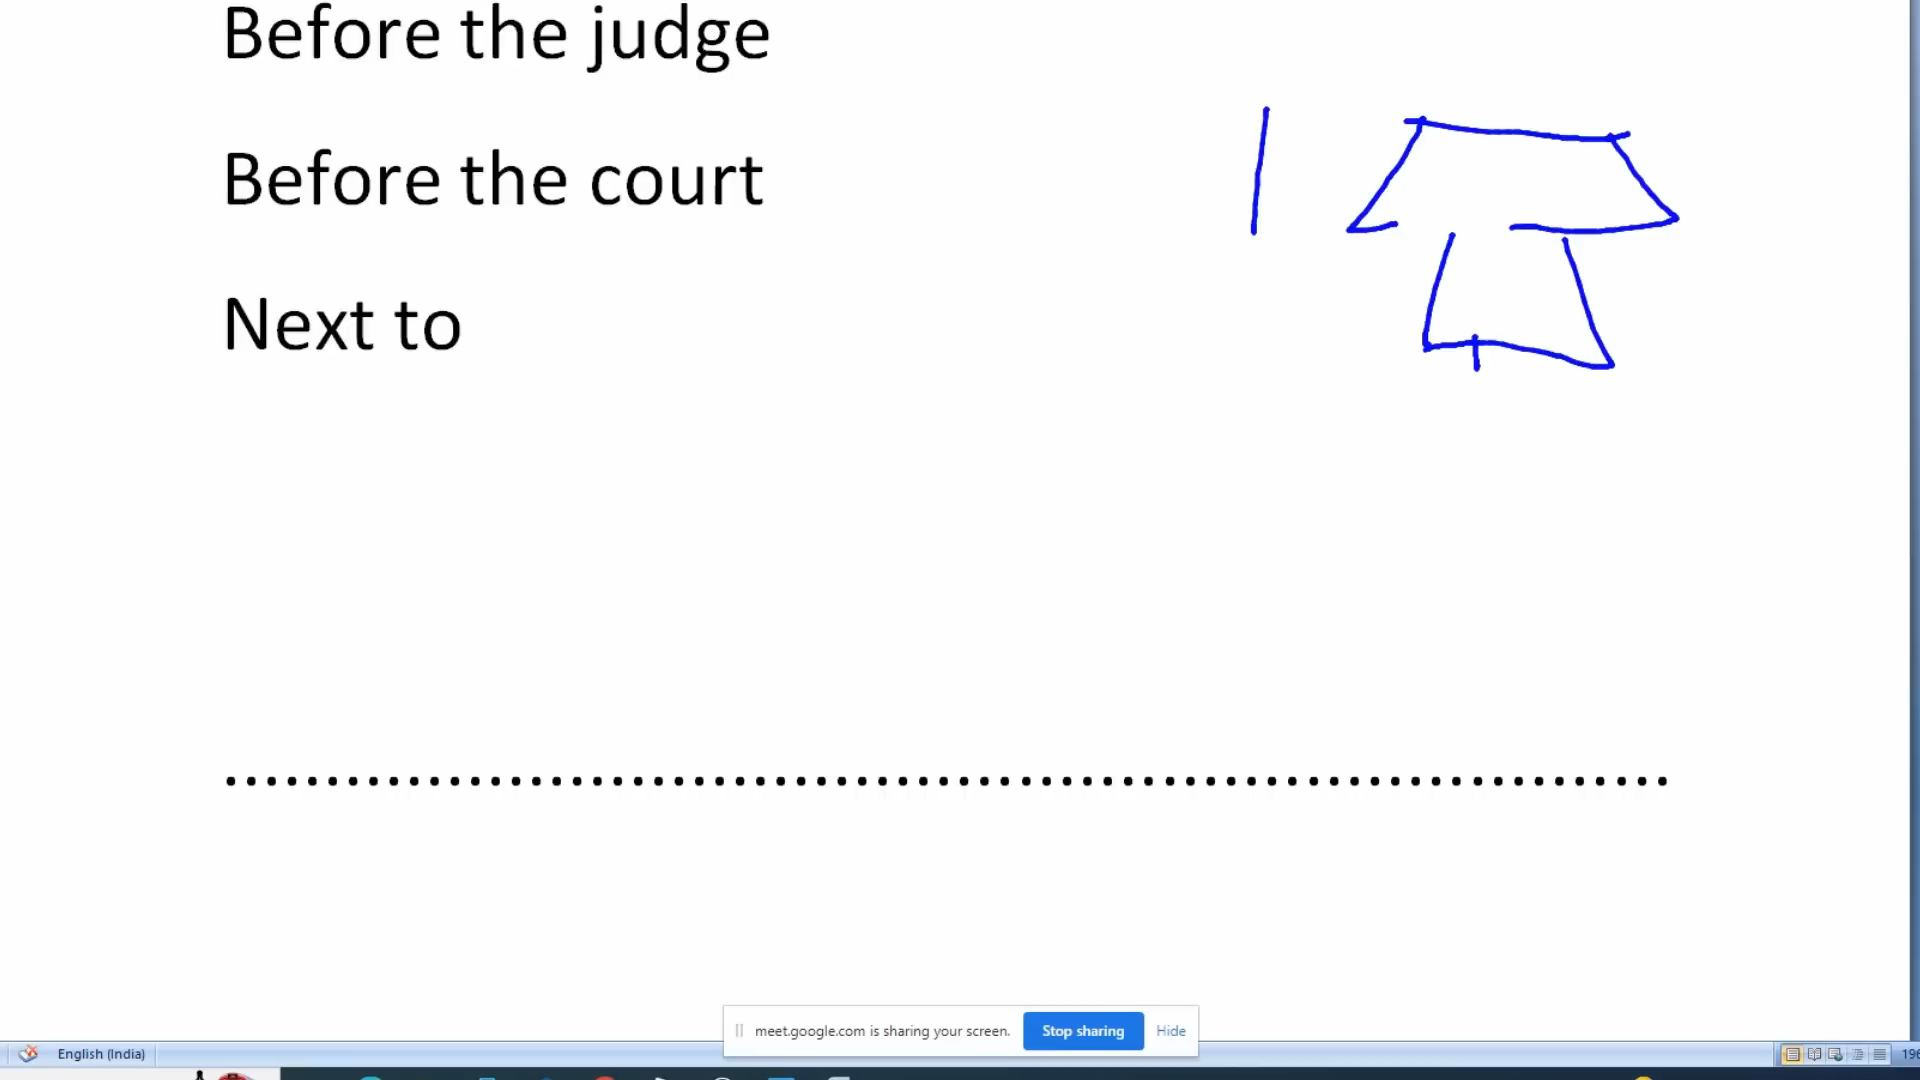 Before the judge
Before the court
Next to
................................................................................
meet.google.com is sharing your screen.
Stop sharing
Hide
English (India)